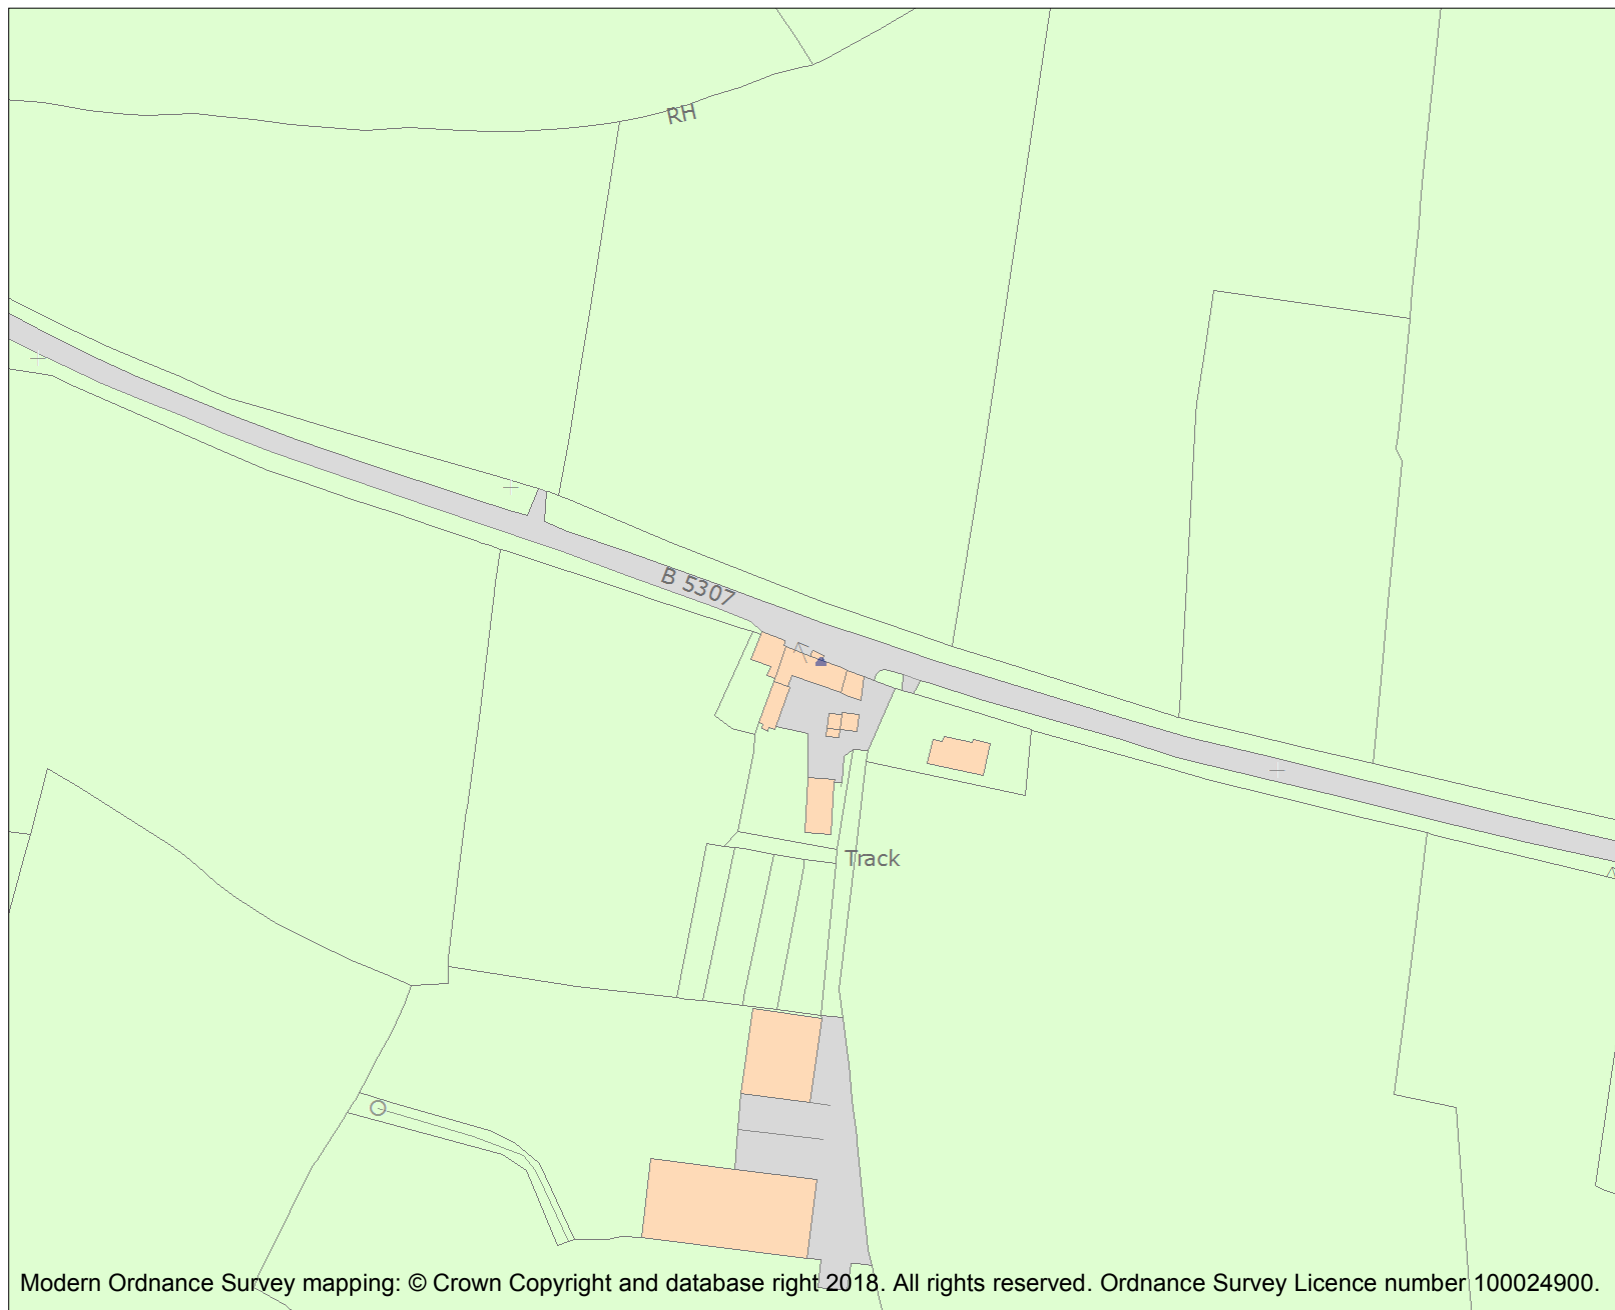 RH
B 5307
Track
Modern Ordnance Survey mapping: © Crown Copyright and database right 2018. All rights reserved. Ordnance Survey Licence number 100024900.